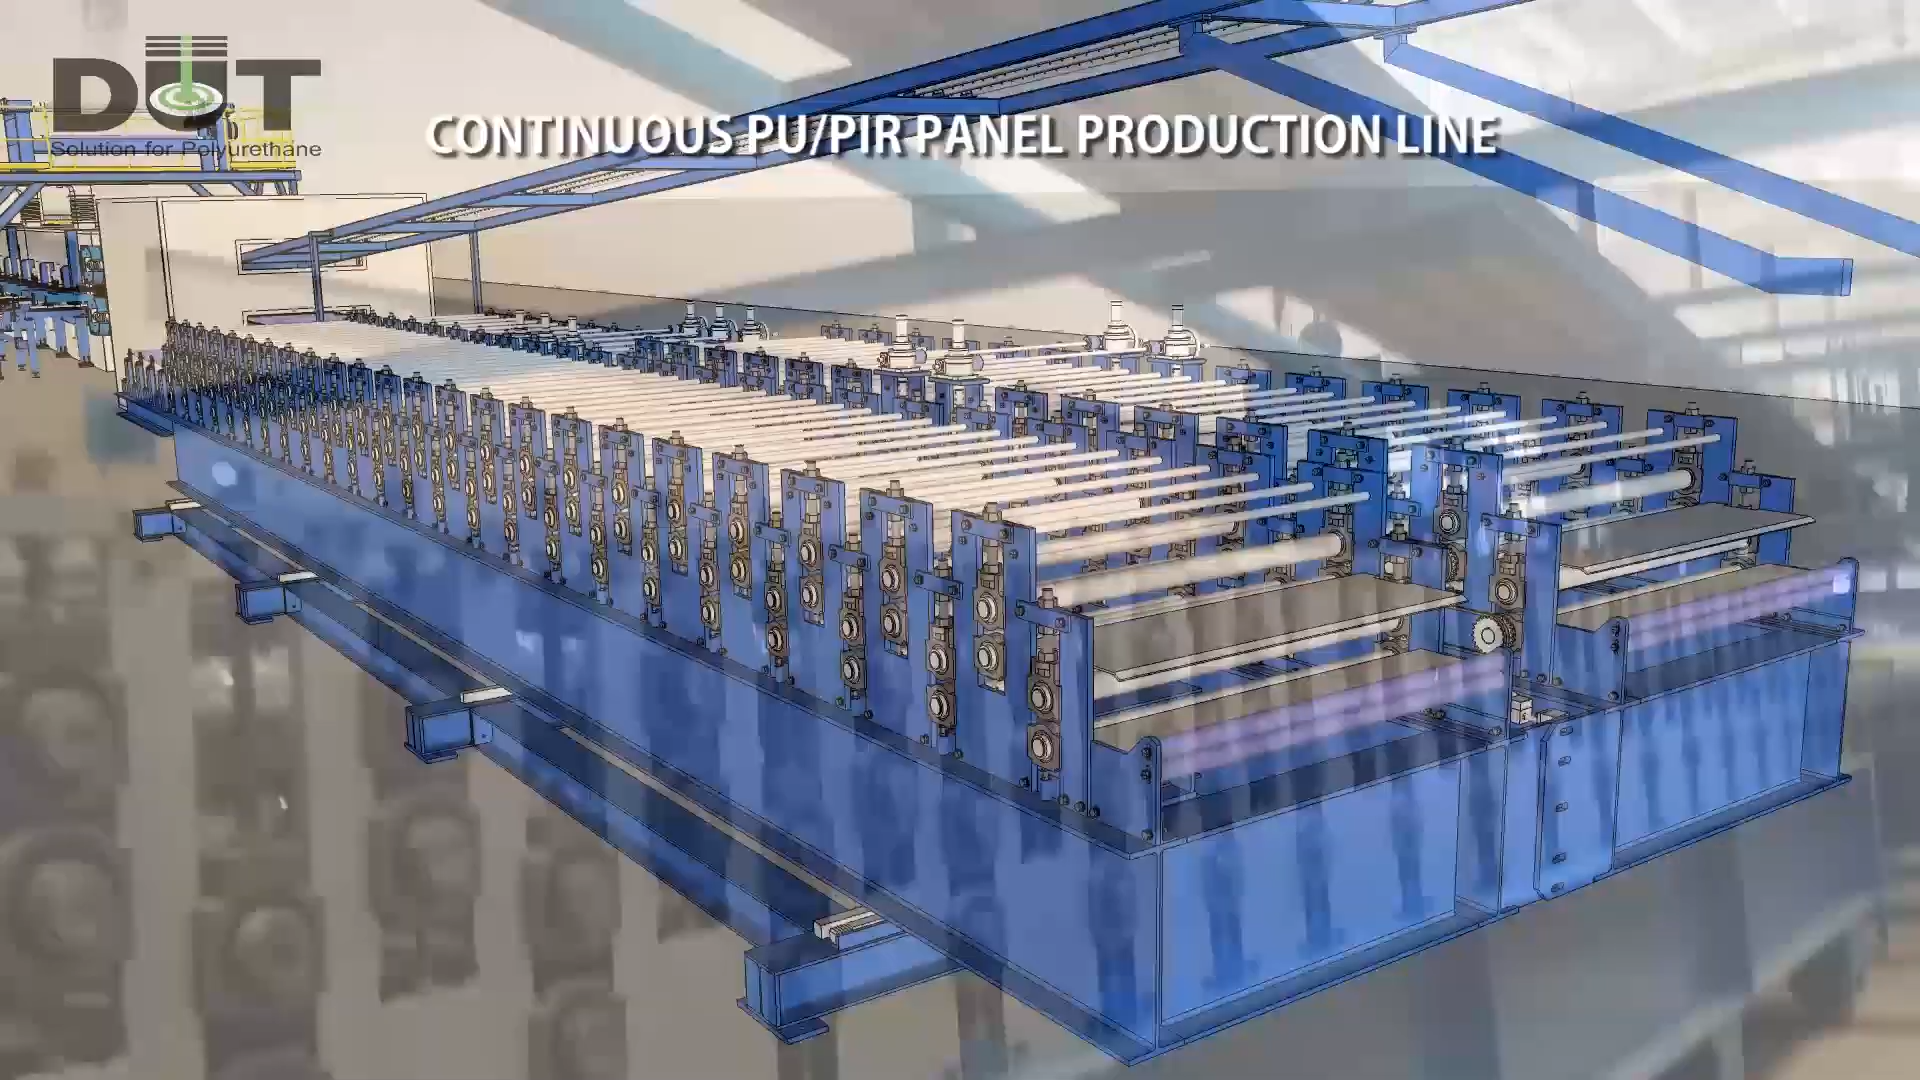 DUT
Solution for Polyurethane
CONTINUOUS PU/PIR PANEL PRODUCTION LINE